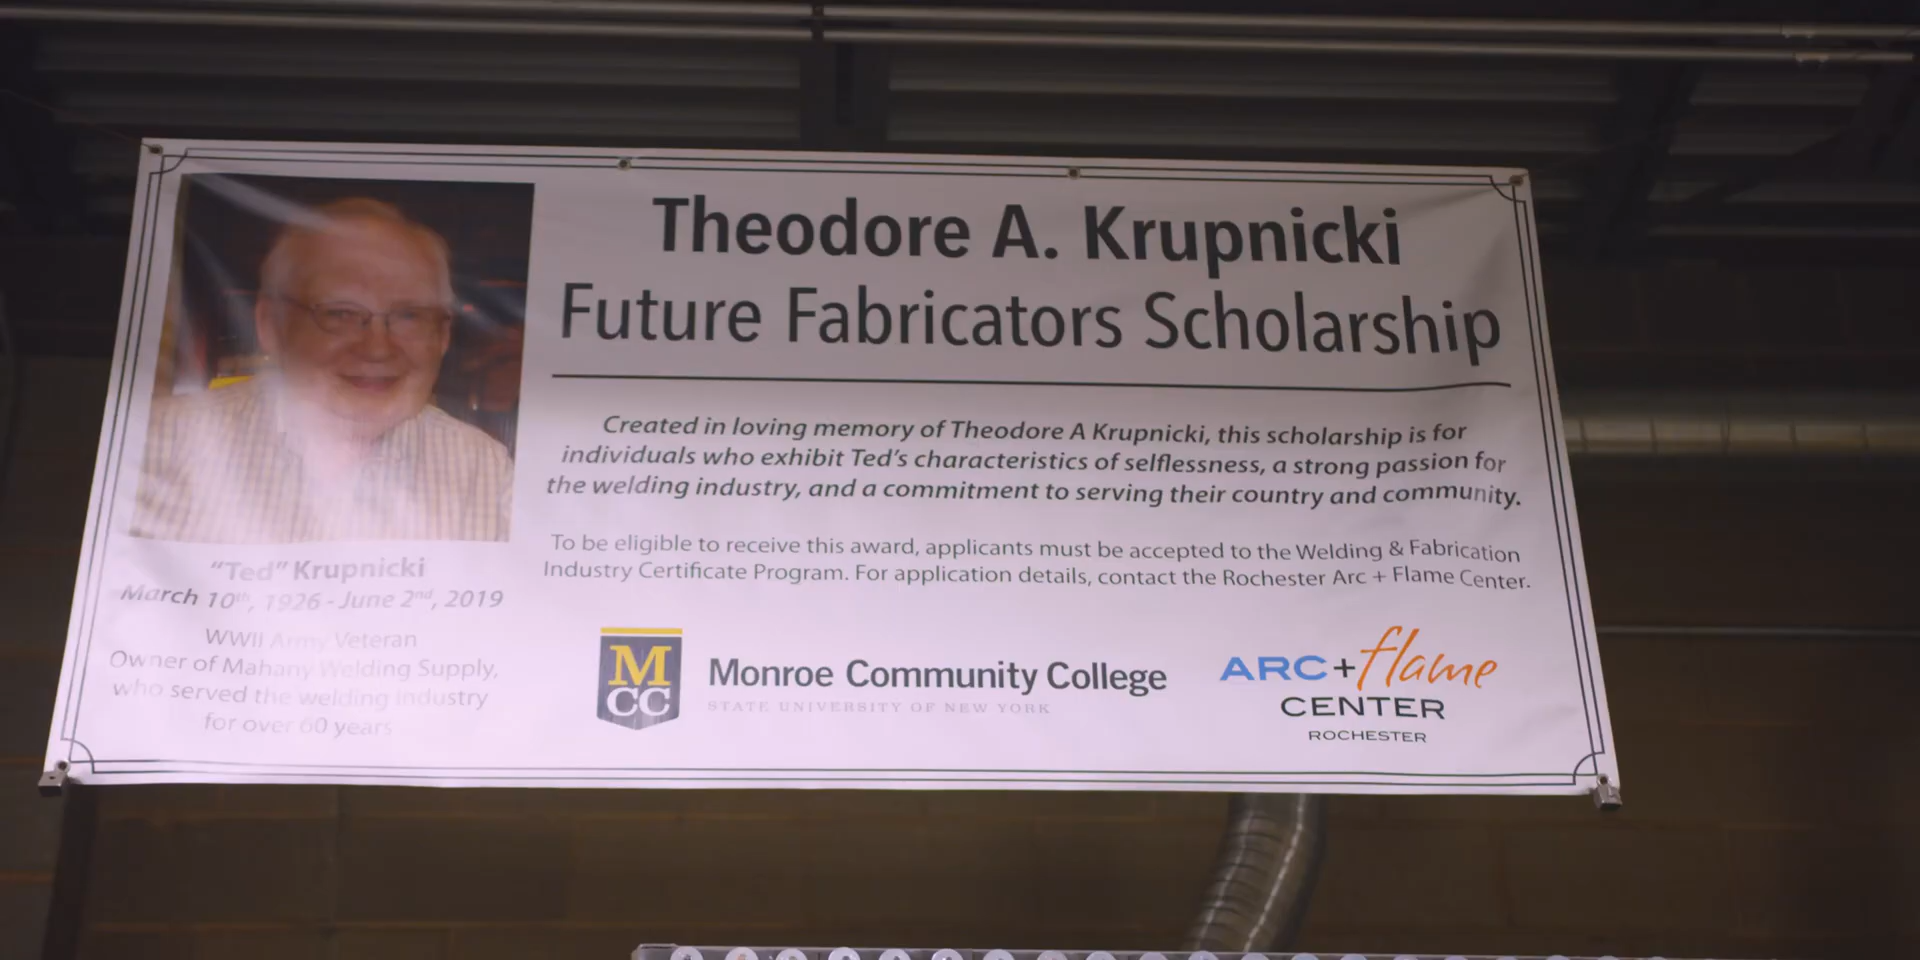 Theodore A. Krupnicki
Future Fabricators Scholarship
Created in loving memory of Theodore A Krupnicki, this scholarship is for
individuals who exhibit Ted's characteristics of selflessness, a strong passion for
the welding industry, and a commitment to serving their country and community.
To be eligible to receive this award, applicants must be accepted to the Welding & Fabrication
Industry Certificate Program. For application details, contact the Rochester Arc + Flame Center.
"Ted" Krupnicki
March 10th, 1926 - June 2nd, 2019
WWII Army Veteran
Owner of Mahany Welding Supply,
who served the welding industry
for over 60 years
M
CC
Monroe Community College
STATE UNIVERSITY OF NEW YORK
ARC+flame
CENTER
ROCHESTER